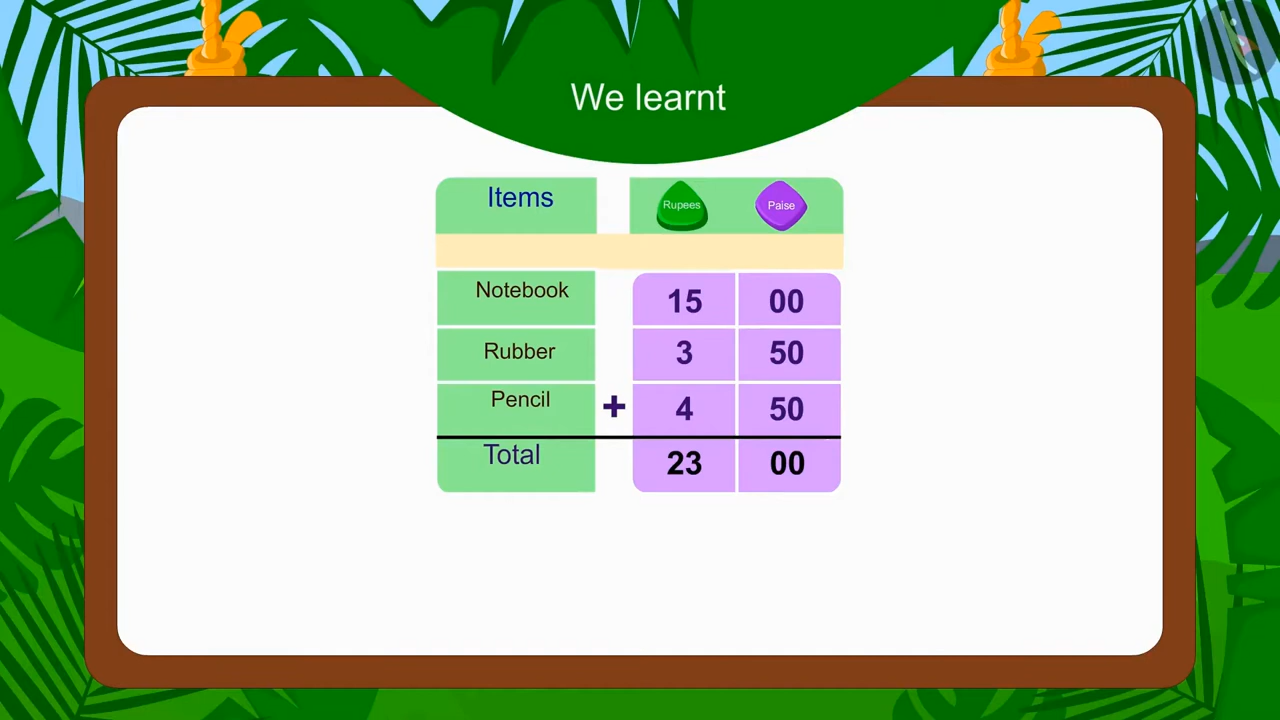 We learnt
Items Rupees Paise
Notebook 15 00
Rubber 3 50
Pencil + 4 50
Total 23 00